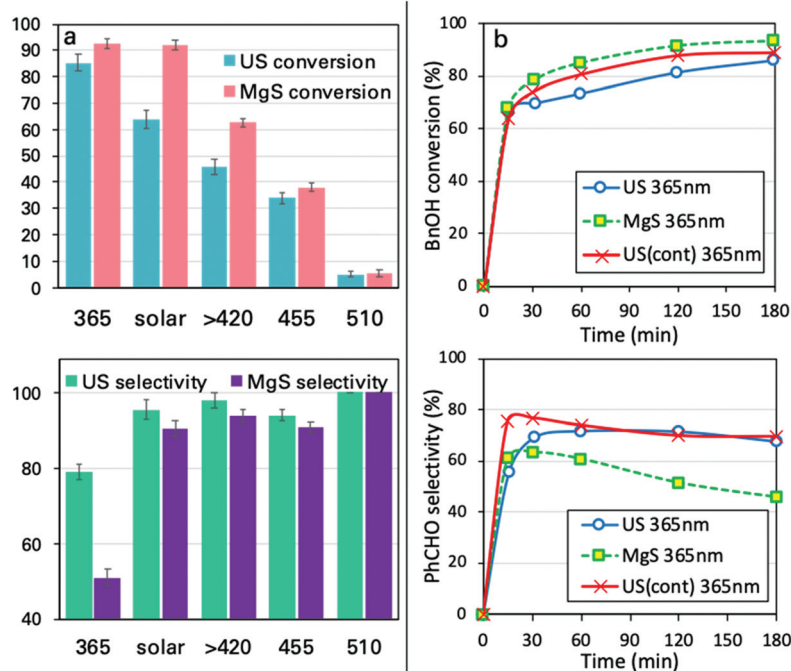 a
US conversion
MgS conversion
100
90
80
70
60
50
40
30
20
10
0
365 solar >420 455 510
US selectivity MgS selectivity
100
80
60
40
365 solar >420 455 510
b
BnOH conversion (%)
100
80
60
40
20
0
US 365nm
MgS 365nm
US(cont) 365nm
0 30 60 90 120 150 180
Time (min)
PhCHO selectivity (%)
100
80
60
40
20
0
US 365nm
MgS 365nm
US(cont) 365nm
0 30 60 90 120 150 180
Time (min)